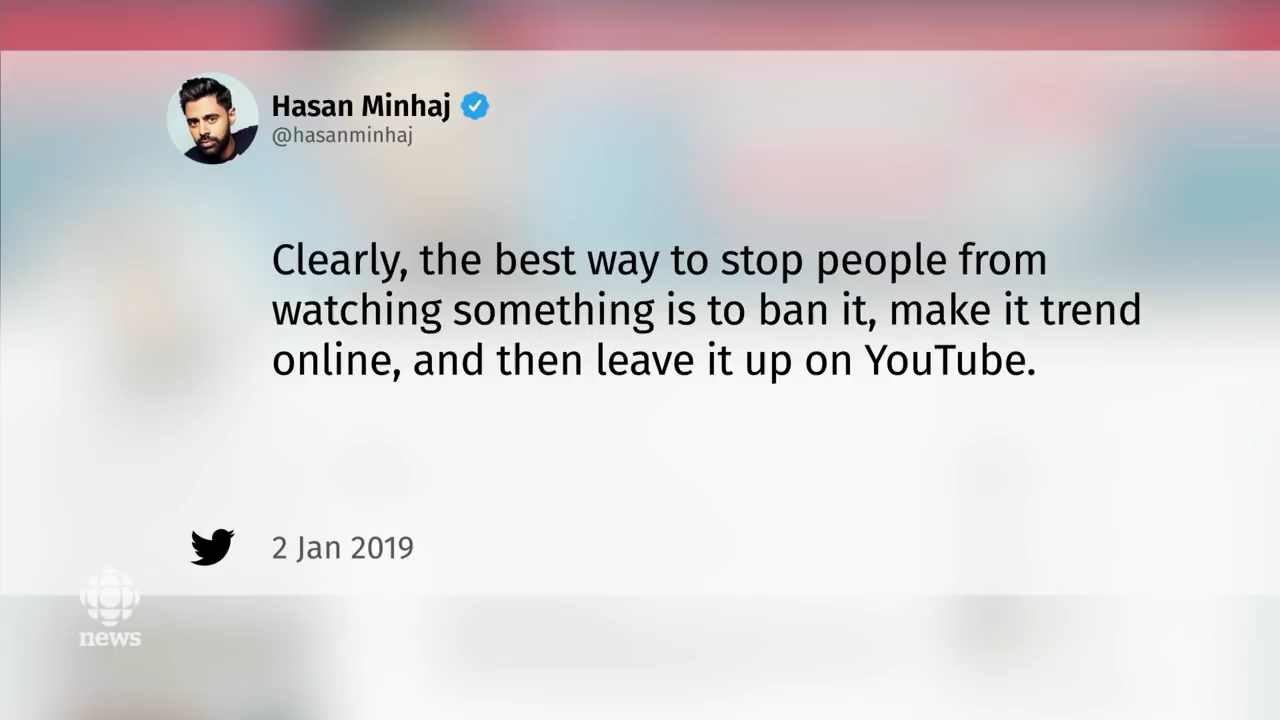 Hasan Minhaj
@hasanminhaj
Clearly, the best way to stop people from
watching something is to ban it, make it trend
online, and then leave it up on YouTube.
2 Jan 2019
news